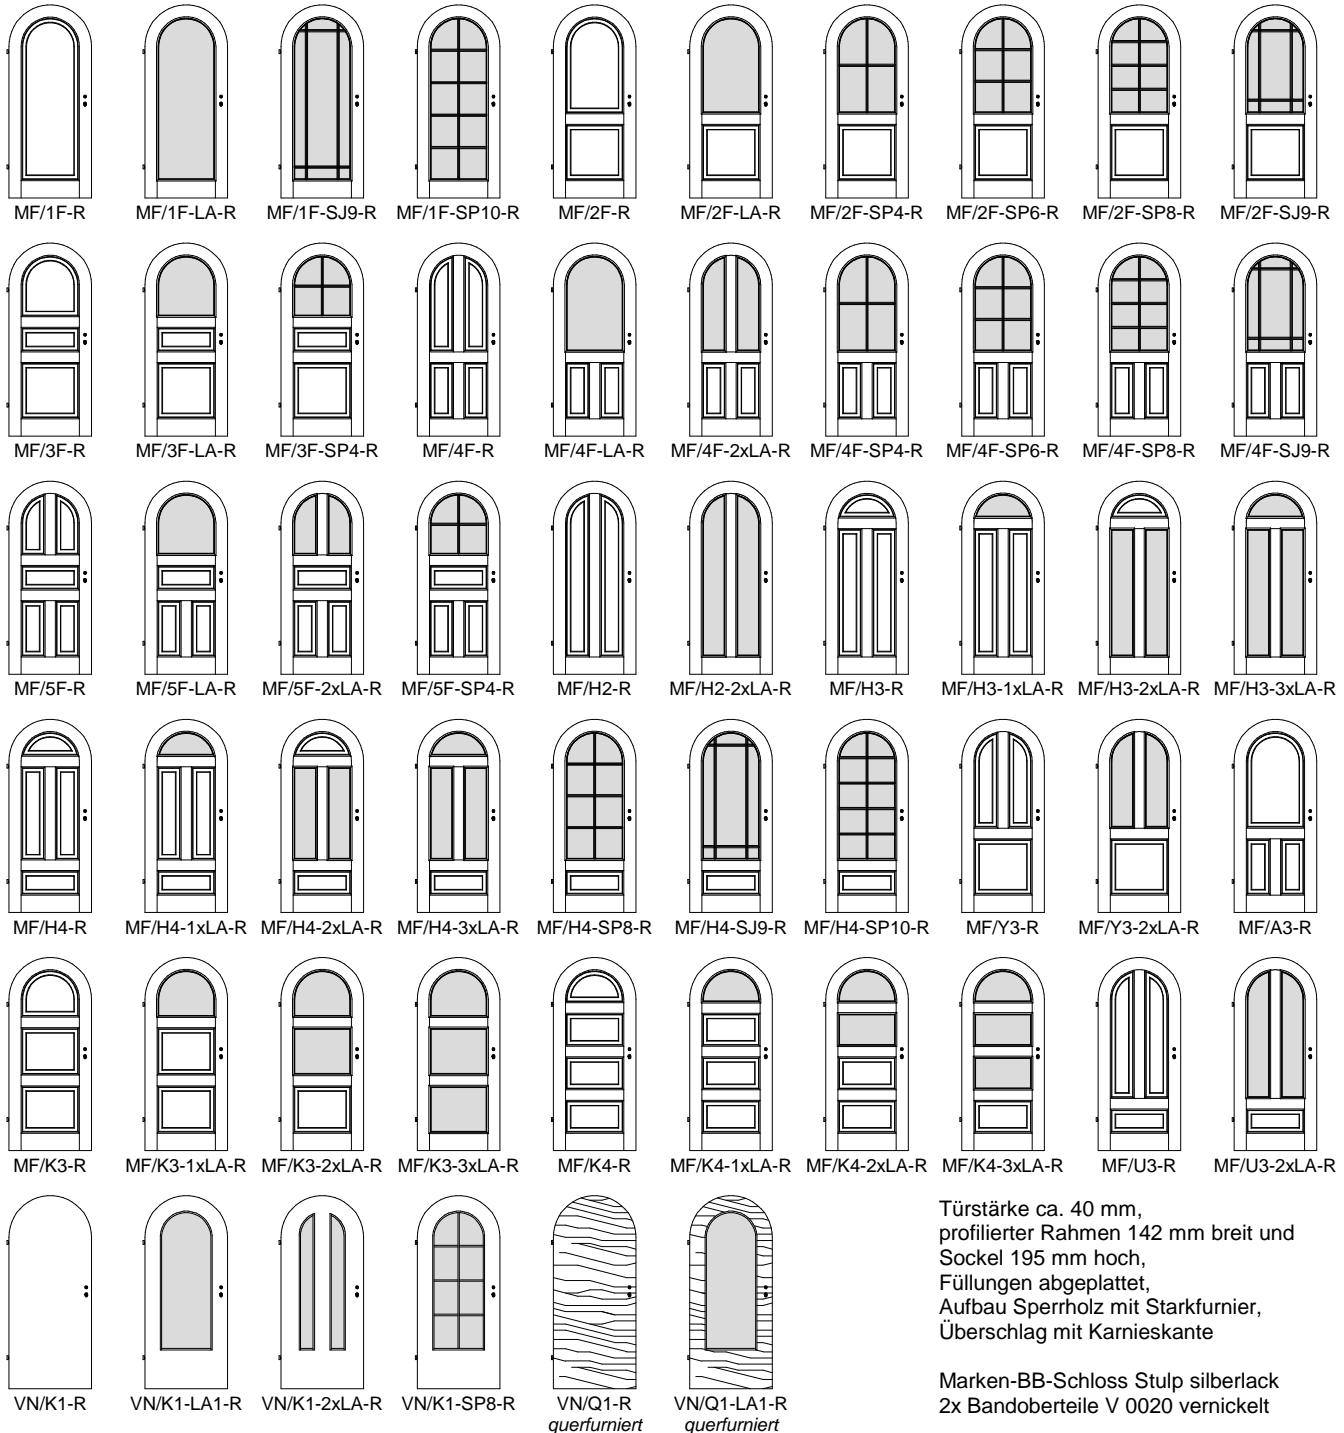 MF/1F-R MF/1F-LA-R MF/1F-SJ9-R MF/1F-SP10-R MF/2F-R MF/2F-LA-R MF/2F-SP4-R MF/2F-SP6-R MF/2F-SP8-R MF/2F-SJ9-R
MF/3F-R MF/3F-LA-R MF/3F-SP4-R MF/4F-R MF/4F-LA-R MF/4F-2xLA-R MF/4F-SP4-R MF/4F-SP6-R MF/4F-SP8-R MF/4F-SJ9-R
MF/5F-R MF/5F-LA-R MF/5F-2xLA-R MF/5F-SP4-R MF/H2-R MF/H2-2xLA-R MF/H3-R MF/H3-1xLA-R MF/H3-2xLA-R MF/H3-3xLA-R
MF/H4-R MF/H4-1xLA-R MF/H4-2xLA-R MF/H4-3xLA-R MF/H4-SP8-R MF/H4-SJ9-R MF/H4-SP10-R MF/Y3-R MF/Y3-2xLA-R MF/A3-R
MF/K3-R MF/K3-1xLA-R MF/K3-2xLA-R MF/K3-3xLA-R MF/K4-R MF/K4-1xLA-R MF/K4-2xLA-R MF/K4-3xLA-R MF/U3-R MF/U3-2xLA-R
VN/K1-R VN/K1-LA1-R VN/K1-2xLA-R VN/K1-SP8-R VN/Q1-R VN/Q1-LA1-R
querfurniert querfurniert
Türstärke ca. 40 mm,
profilierter Rahmen 142 mm breit und
Sockel 195 mm hoch,
Füllungen abgeplattet,
Aufbau Sperrholz mit Starkfurnier,
Überschlag mit Karnieskante
Marken-BB-Schloss Stulp silberlack
2x Bandoberteile V 0020 vernickelt